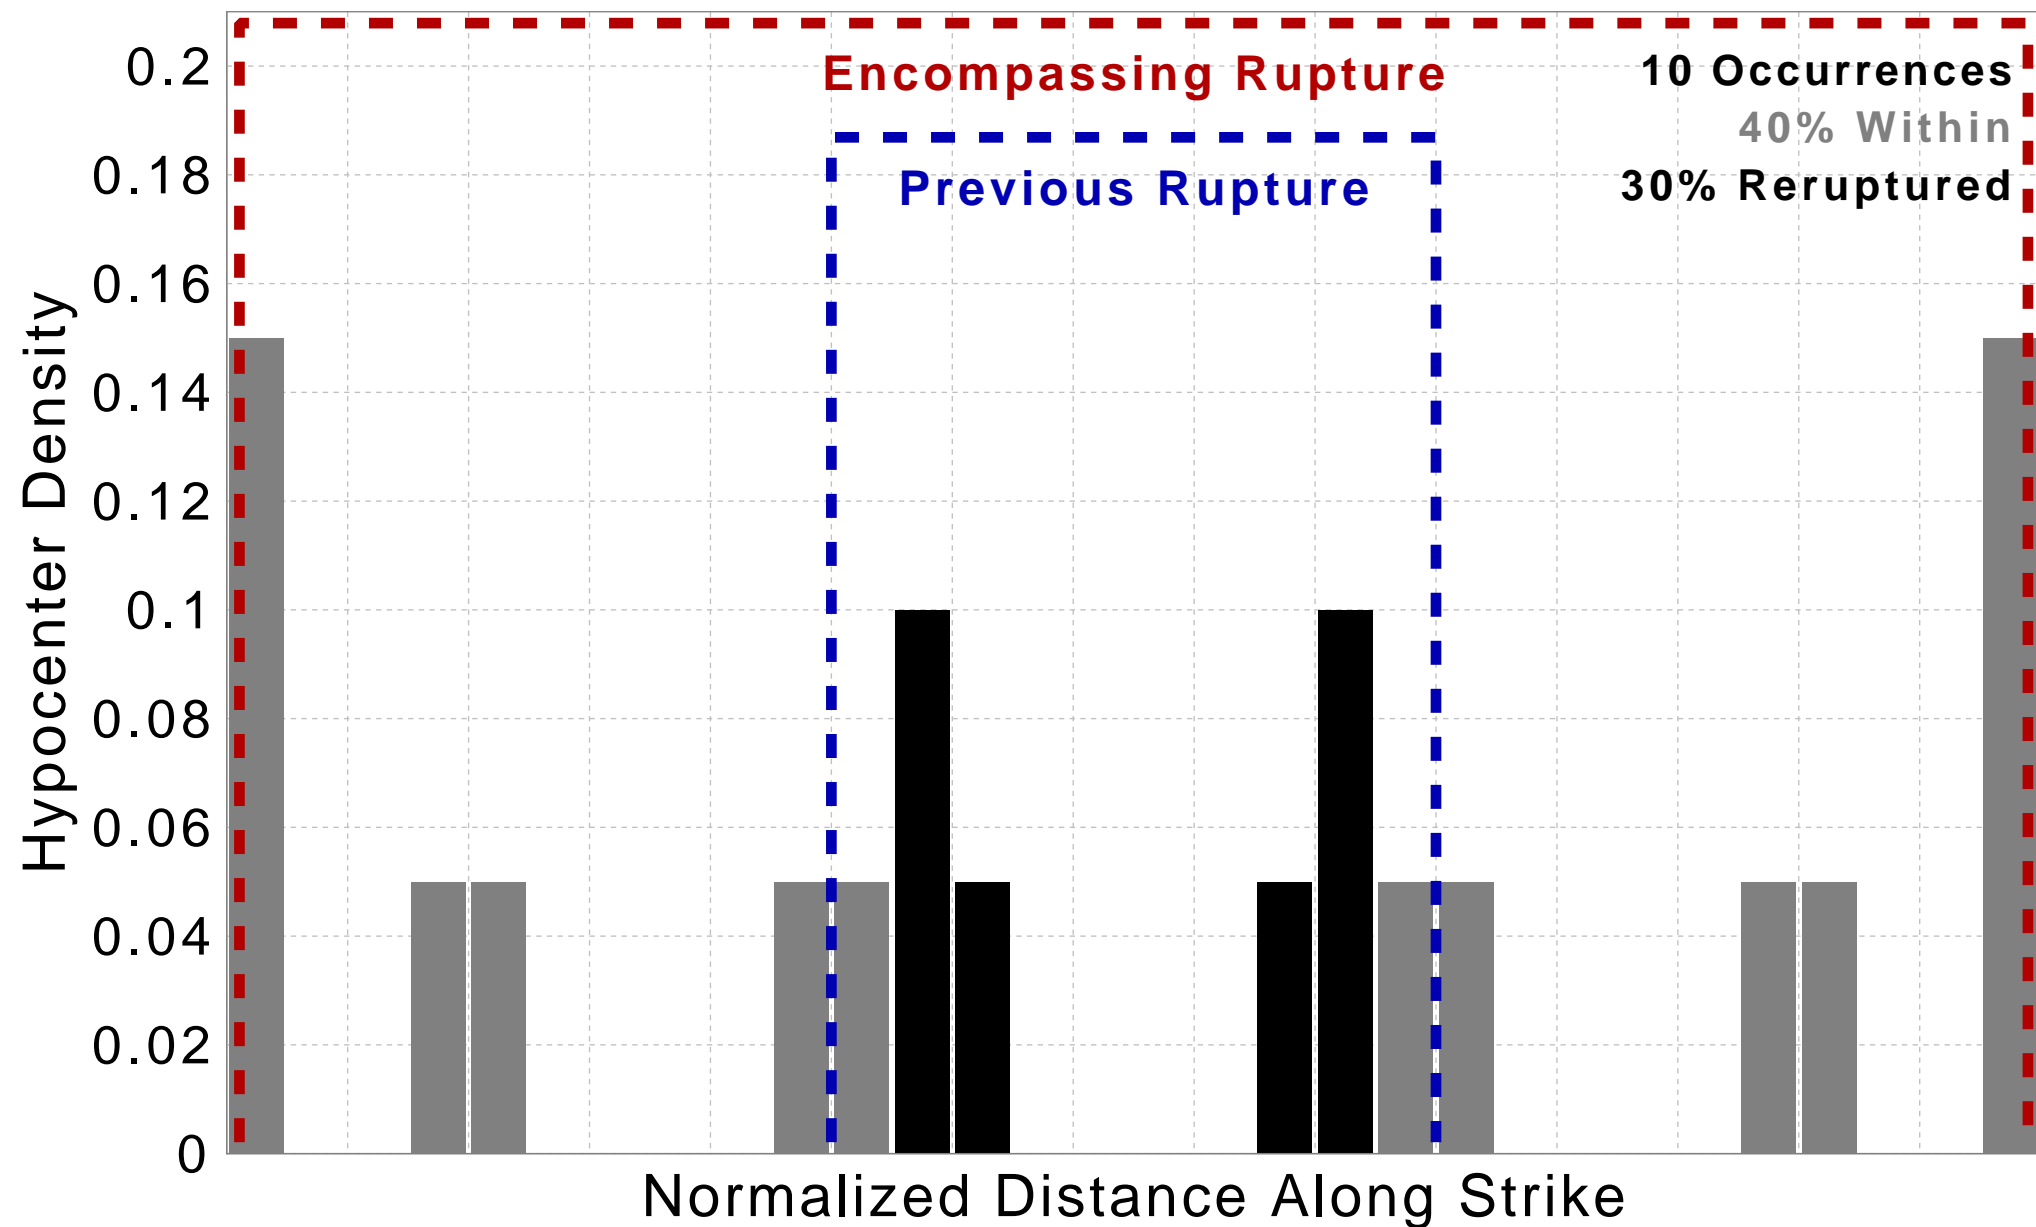 Encompassing Rupture
Previous Rupture
10 Occurrences
40% Within
30% Reruptured
0.2
0.18
0.16
0.14
0.12
0.1
0.08
0.06
0.04
0.02
0
Hypocenter Density
Normalized Distance Along Strike